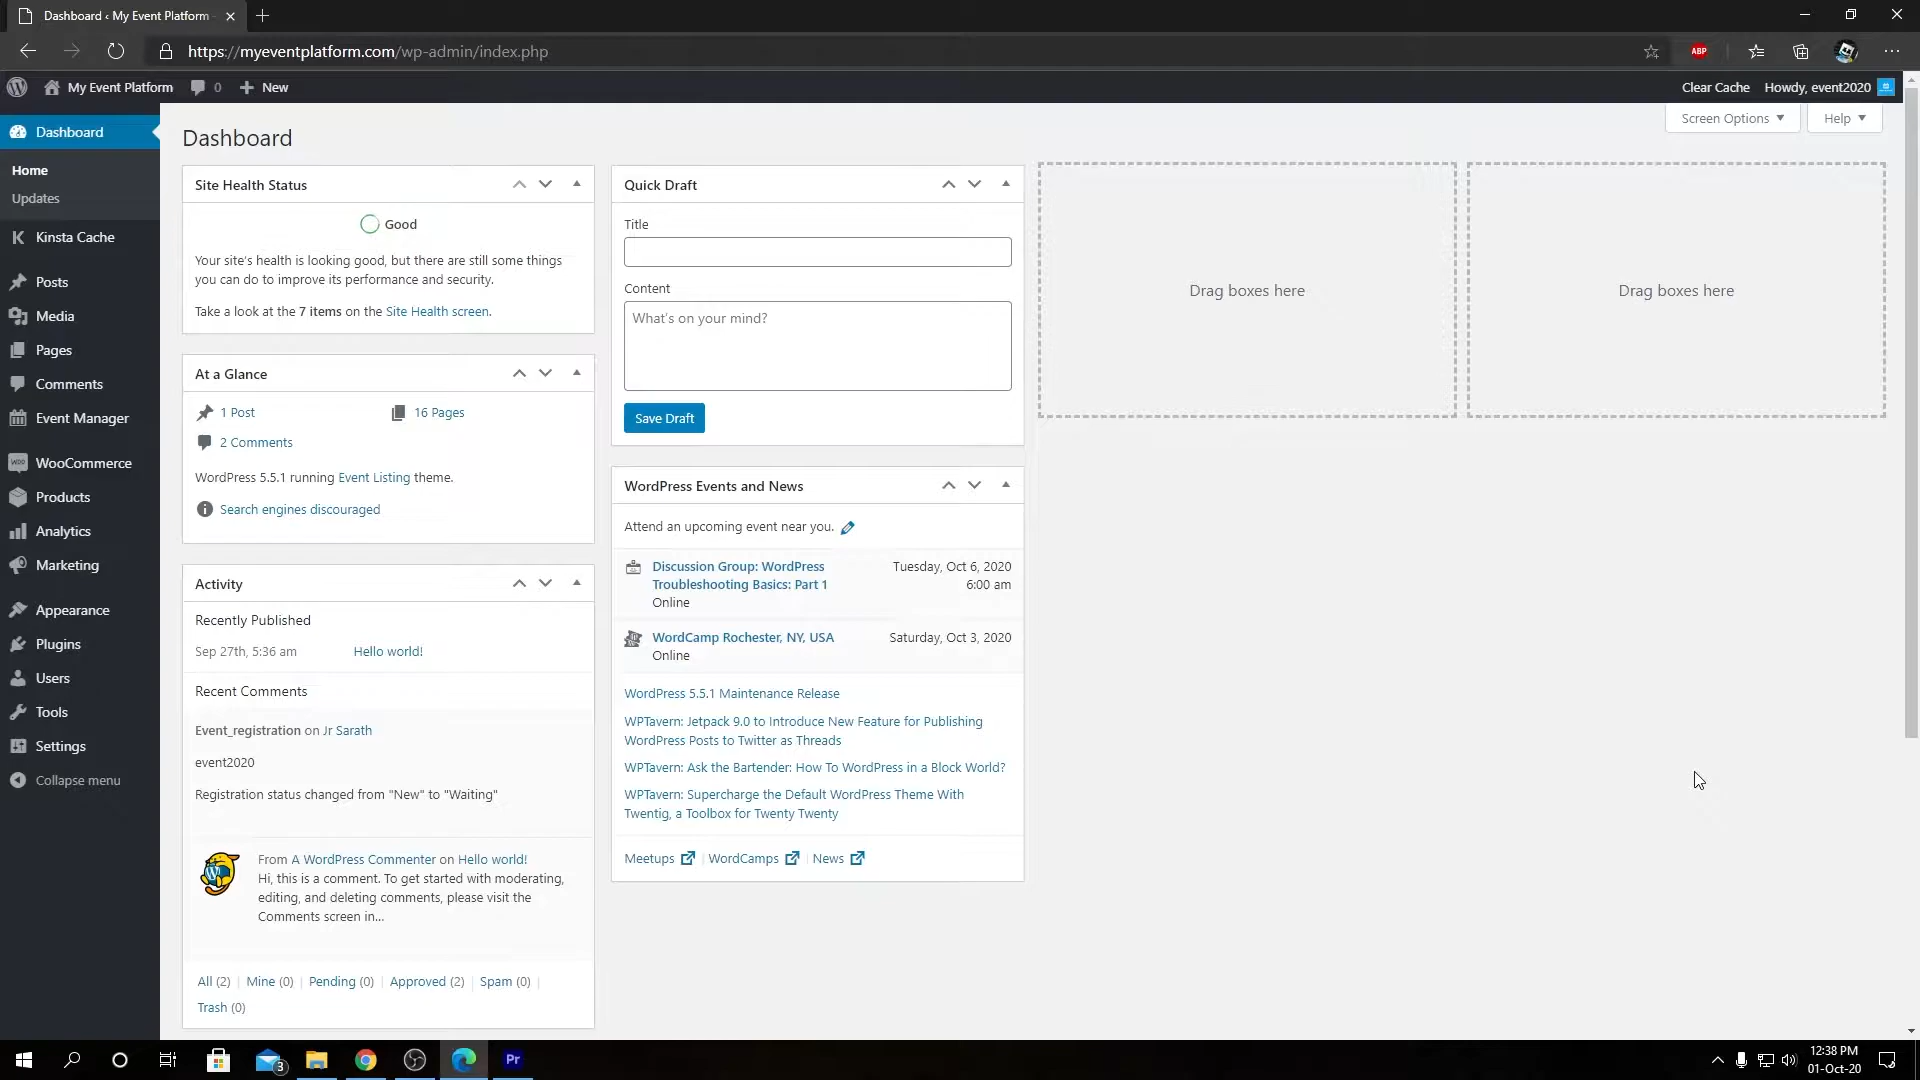 Dashboard ‹ My Event Platform
https://myeventplatform.com/wp-admin/index.php
ABP
My Event Platform
0
New
Clear Cache
Howdy, event2020
Dashboard
Home
Updates
Kinsta Cache
Posts
Media
Pages
Comments
Event Manager
WooCommerce
Products
Analytics
Marketing
Appearance
Plugins
Users
Tools
Settings
Collapse menu
Dashboard
Screen Options
Help
Site Health Status
Good
Your site's health is looking good, but there are still some things
you can do to improve its performance and security.
Take a look at the 7 items on the Site Health screen.
At a Glance
1 Post
16 Pages
2 Comments
WordPress 5.5.1 running Event Listing theme.
Search engines discouraged
Activity
Recently Published
Sep 27th, 5:36 am
Hello world!
Recent Comments
Event_registration on Jr Sarath
event2020
Registration status changed from "New" to "Waiting"
From A WordPress Commenter on Hello world!
Hi, this is a comment. To get started with moderating,
editing, and deleting comments, please visit the
Comments screen in...
All (2) | Mine (0) | Pending (0) | Approved (2) | Spam (0) |
Trash (0)
Quick Draft
Title
Content
What's on your mind?
Save Draft
WordPress Events and News
Attend an upcoming event near you.
Discussion Group: WordPress
Troubleshooting Basics: Part 1
Online
Tuesday, Oct 6, 2020
6:00 am
WordCamp Rochester, NY, USA
Online
Saturday, Oct 3, 2020
WordPress 5.5.1 Maintenance Release
WPTavern: Jetpack 9.0 to Introduce New Feature for Publishing
WordPress Posts to Twitter as Threads
WPTavern: Ask the Bartender: How To WordPress in a Block World?
WPTavern: Supercharge the Default WordPress Theme With
Twentig, a Toolbox for Twenty Twenty
Meetups | WordCamps | News
Drag boxes here
Drag boxes here
3
Pr
12:38 PM
01-Oct-20